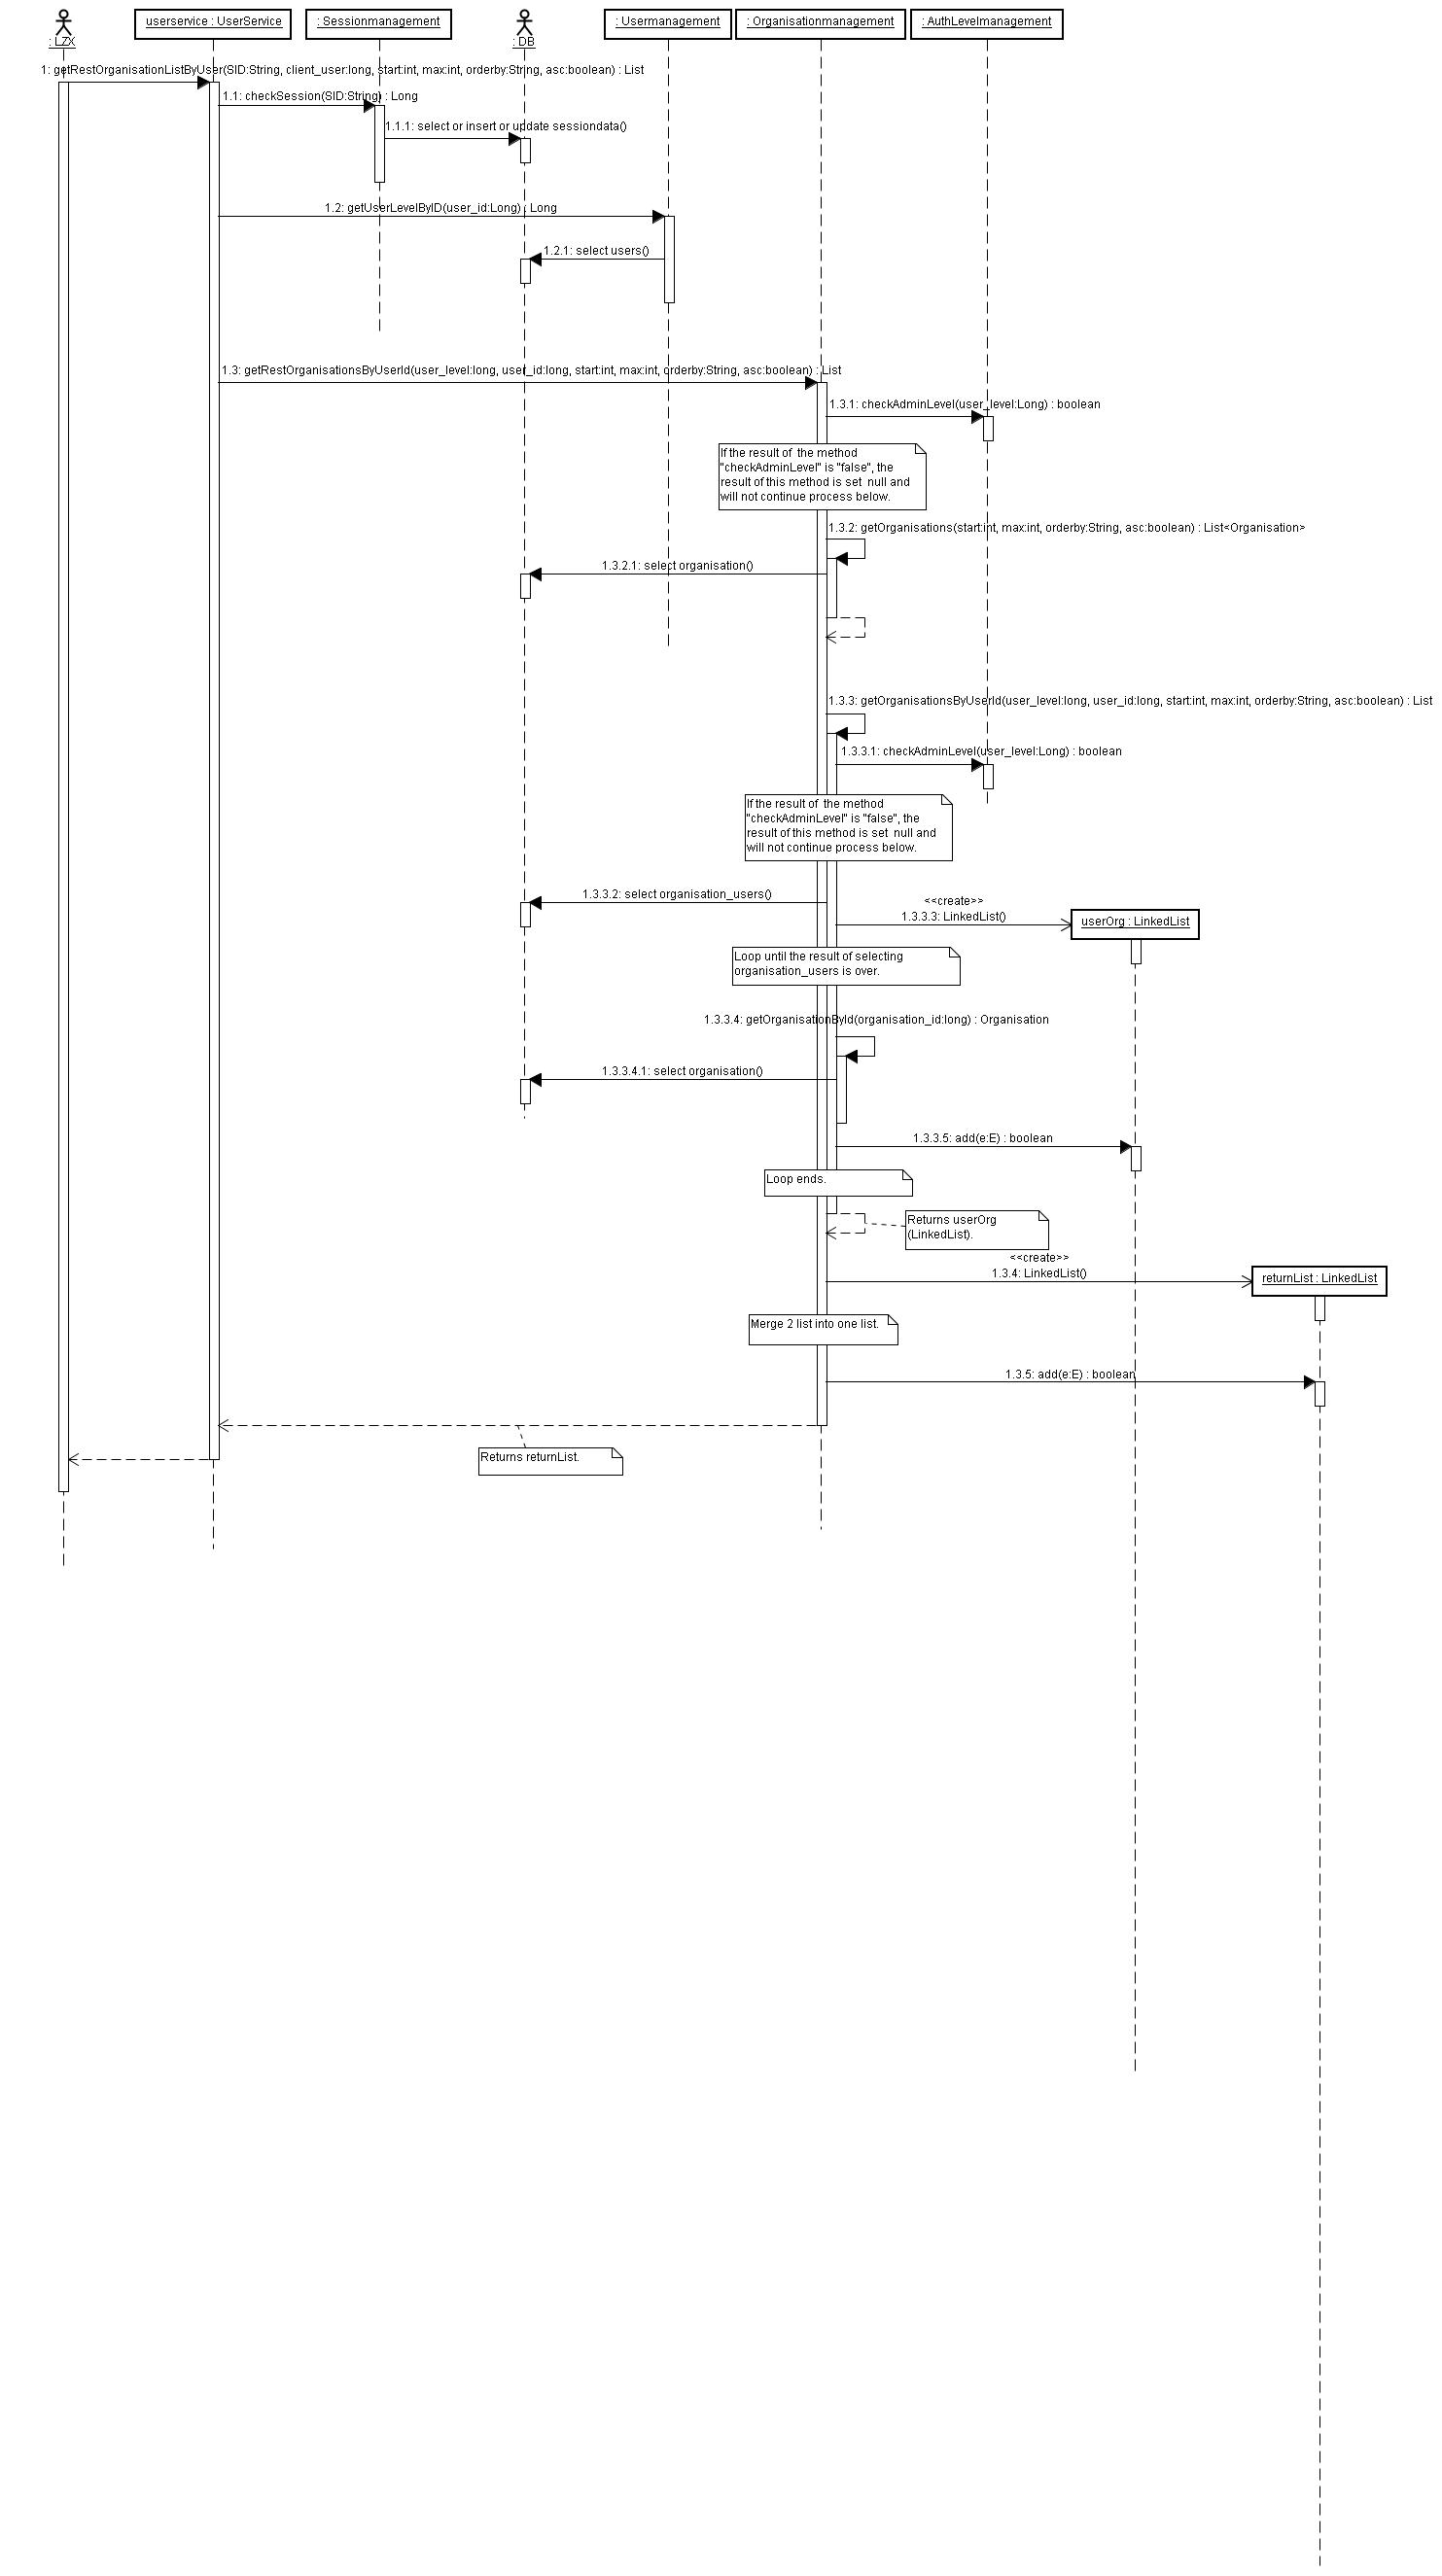 : LZX
userservice : UserService
: Sessionmanagement
: DB
: Usermanagement
: Organisationmanagement
: AuthLevelmanagement
1: getRestOrganisationListByUser(SID:String, client_user:long, start:int, max:int, orderby:String, asc:boolean) : List
1.1: checkSession(SID:String) : Long
1.1.1: select or insert or update sessiondata()
1.2: getUserLevelByID(user_id:Long) : Long
1.2.1: select users()
1.3: getRestOrganisationsByUserId(user_level:long, user_id:long, start:int, max:int, orderby:String, asc:boolean) : List
1.3.1: checkAdminLevel(user_level:Long) : boolean
If the result of the method
"checkAdminLevel" is "false", the
result of this method is set null and
will not continue process below.
1.3.2: getOrganisations(start:int, max:int, orderby:String, asc:boolean) : List<Organisation>
1.3.2.1: select organisation()
1.3.3: getOrganisationsByUserId(user_level:long, user_id:long, start:int, max:int, orderby:String, asc:boolean) : List
1.3.3.1: checkAdminLevel(user_level:Long) : boolean
If the result of the method
"checkAdminLevel" is "false", the
result of this method is set null and
will not continue process below.
1.3.3.2: select organisation_users()
<<create>>
1.3.3.3: LinkedList()
userOrg : LinkedList
Loop until the result of selecting
organisation_users is over.
1.3.3.4: getOrganisationById(organisation_id:long) : Organisation
1.3.3.4.1: select organisation()
1.3.3.5: add(e:E) : boolean
Loop ends.
Returns userOrg
(LinkedList).
<<create>>
1.3.4: LinkedList()
returnList : LinkedList
Merge 2 list into one list.
1.3.5: add(e:E) : boolean
Returns returnList.